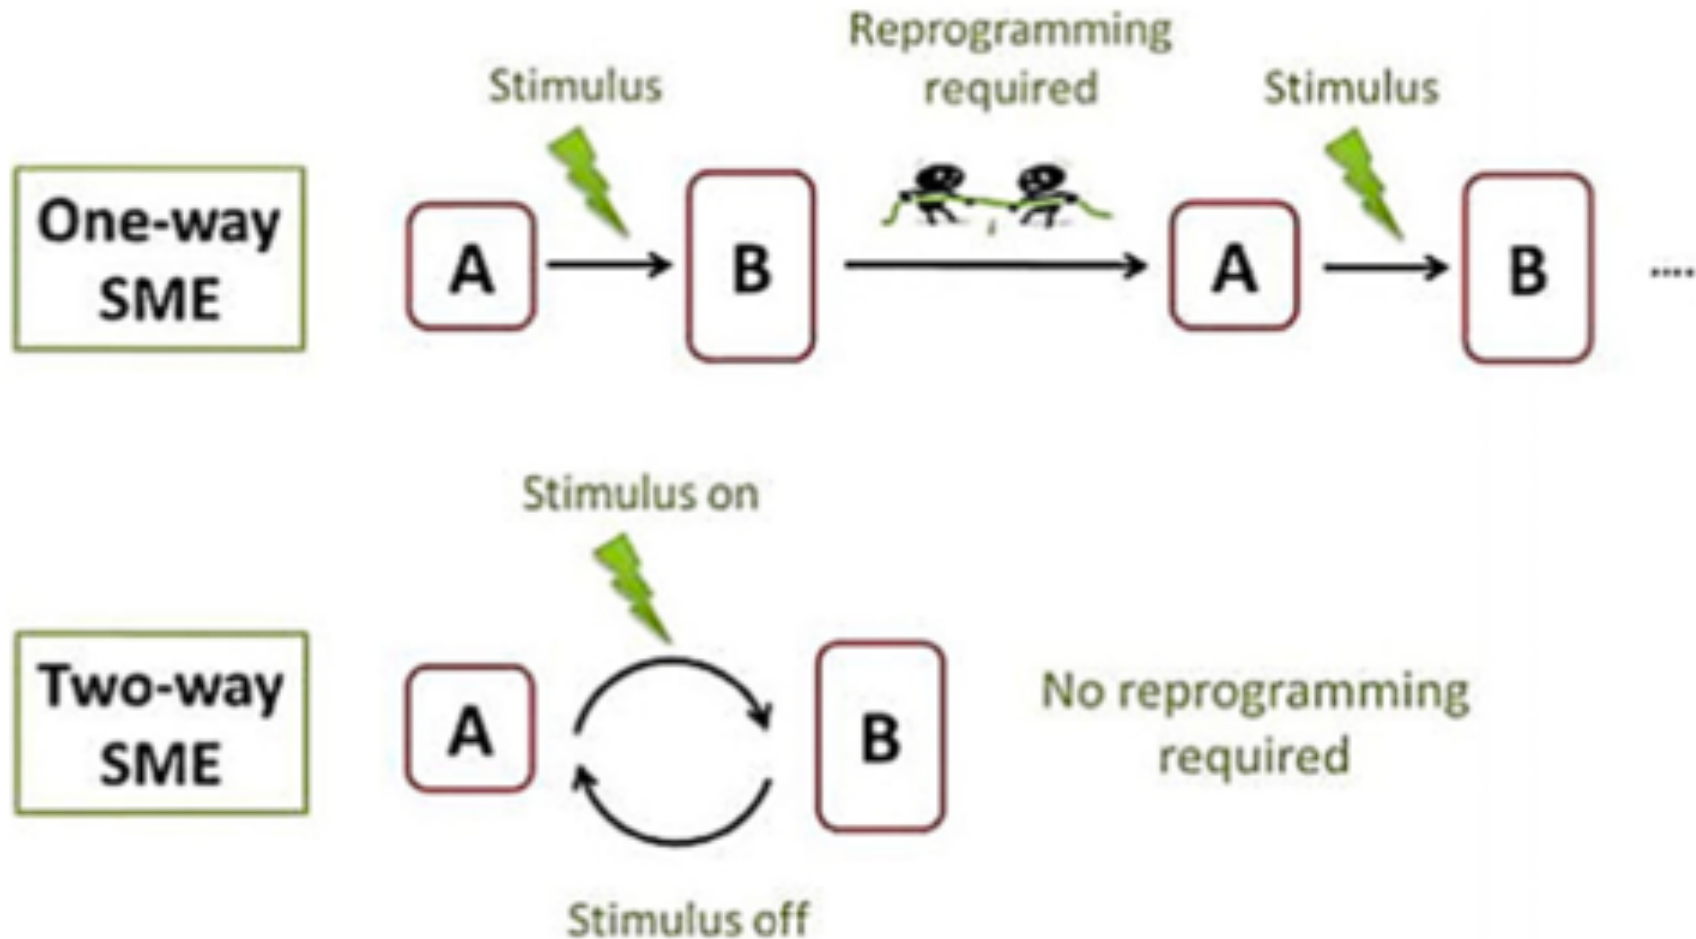 Reprogramming
required
Stimulus
Stimulus
One-way
SME
A
B
A
B
....
Stimulus on
Two-way
SME
A
B
No reprogramming
required
Stimulus off